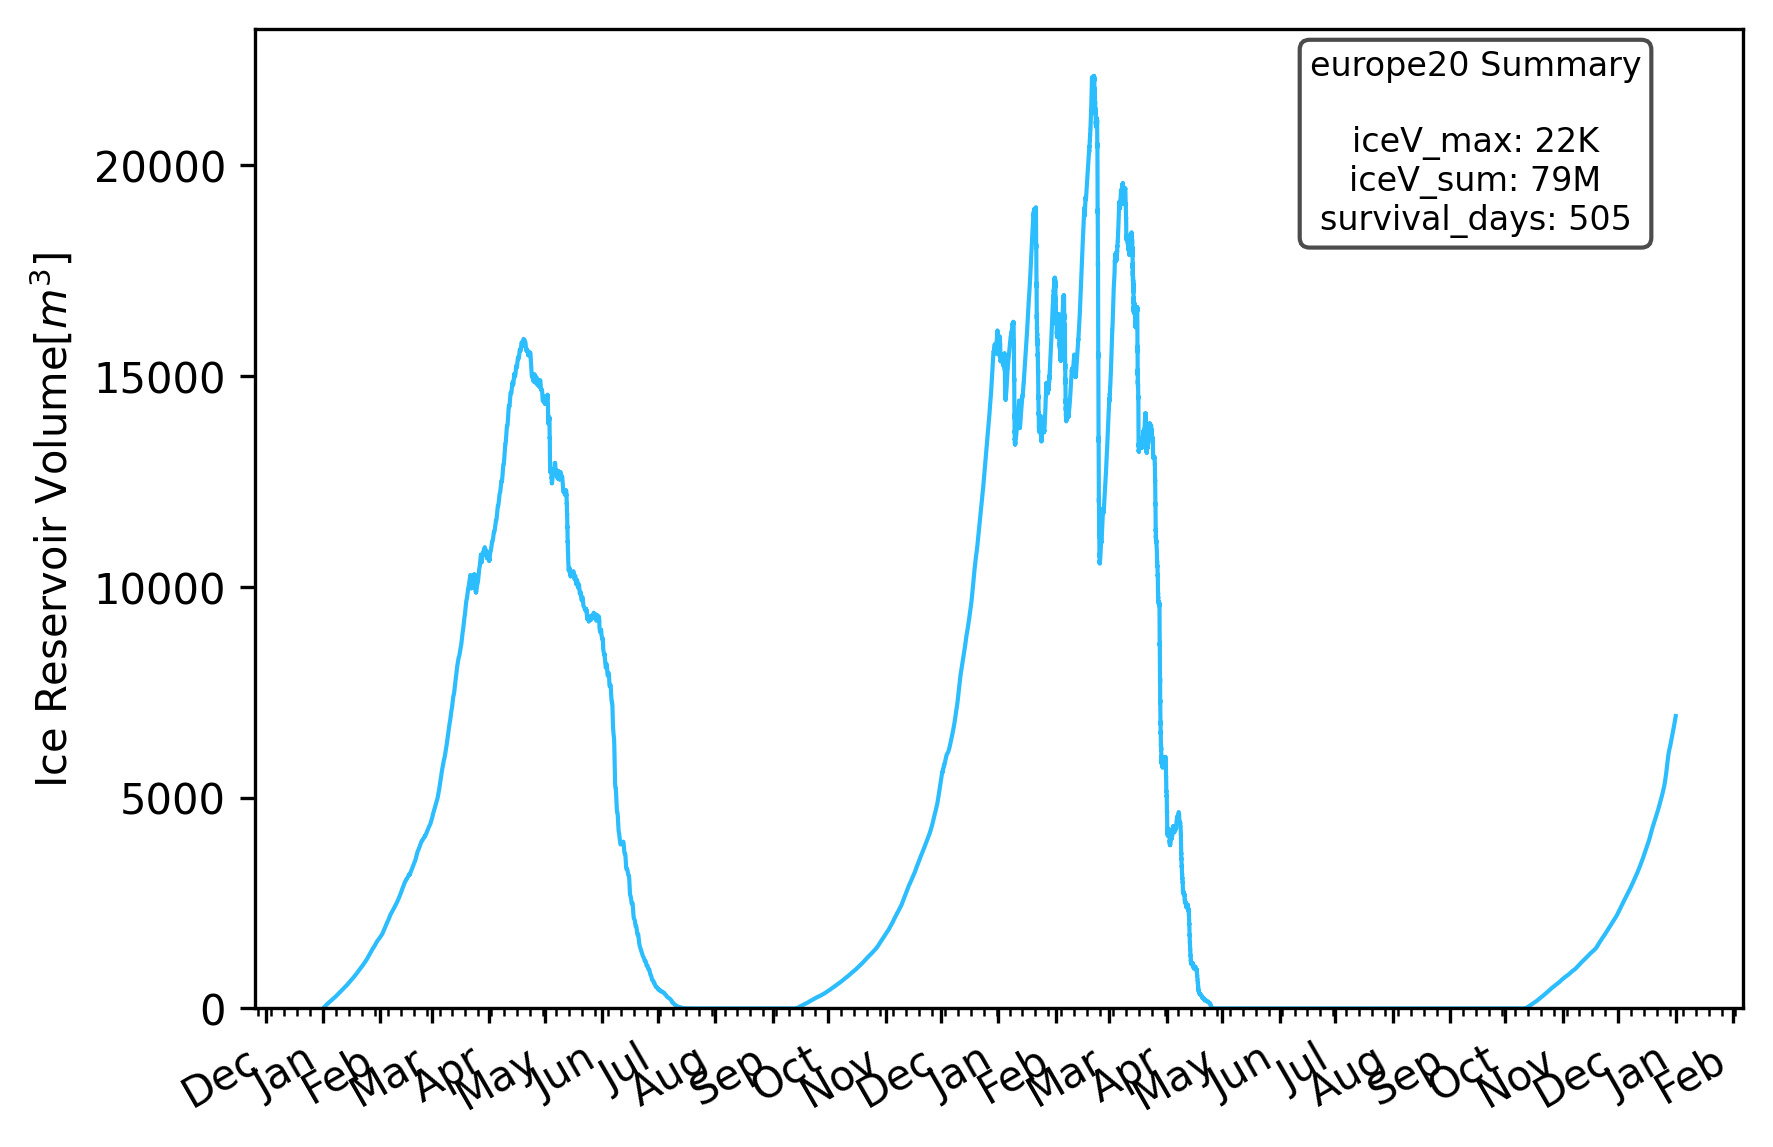 europe20 Summary
iceV_max: 22K
iceV_sum: 79M
survival_days: 505
Ice Reservoir Volume[m³]
20000
15000
10000
5000
0
Dec Jan Feb Mar Apr May Jun Jul Aug Sep Oct Nov Dec Jan Feb Mar Apr May Jun Jul Aug Sep Oct Nov Dec Jan Feb